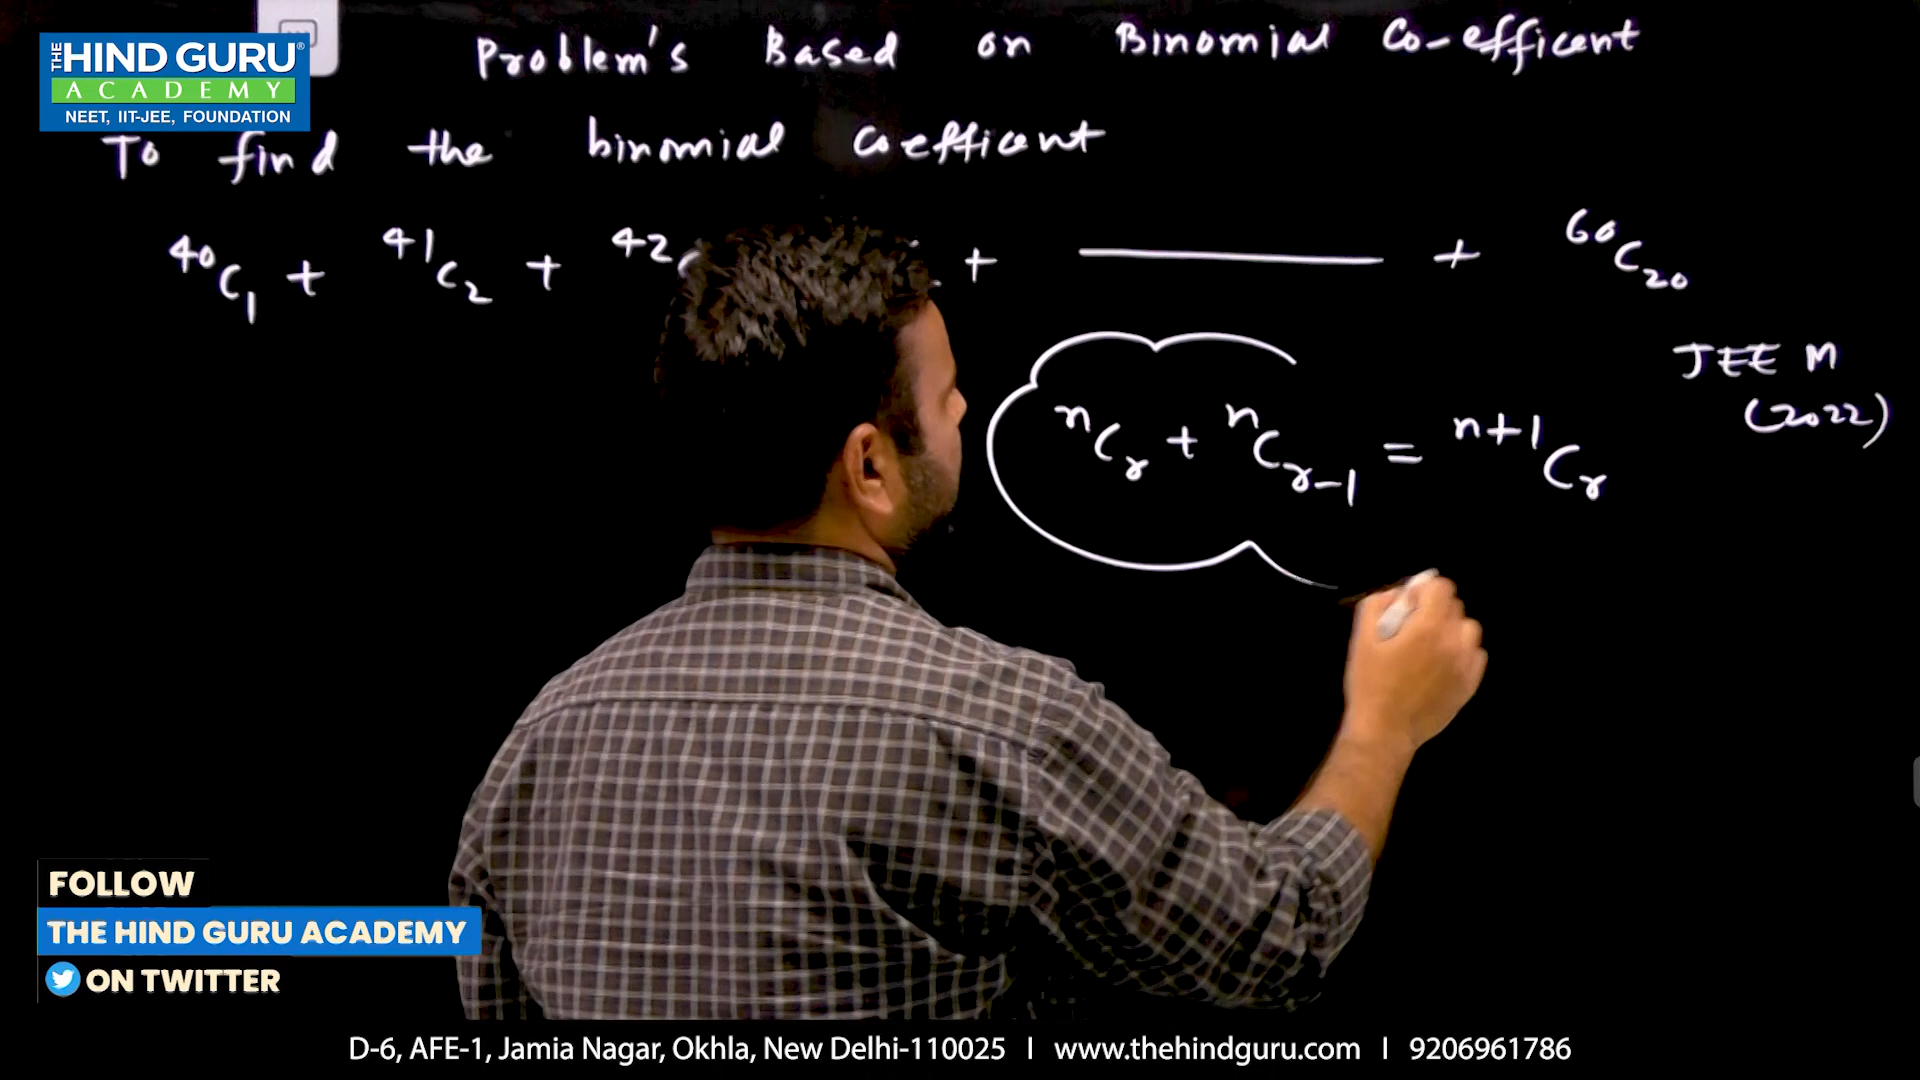 THE HIND GURU®
ACADEMY
NEET, IIT-JEE, FOUNDATION
Problem's Based on Binomial Co-efficent
To find the binomial coefficent
⁴⁰C₁ + ⁴¹C₂ + ⁴²C + ——— + ⁶⁰C₂₀
JEE M
(2022)
ⁿCᵣ + ⁿCᵣ₋₁ = ⁿ⁺¹Cᵣ
FOLLOW
THE HIND GURU ACADEMY
ON TWITTER
D-6, AFE-1, Jamia Nagar, Okhla, New Delhi-110025 | www.thehindguru.com | 9206961786